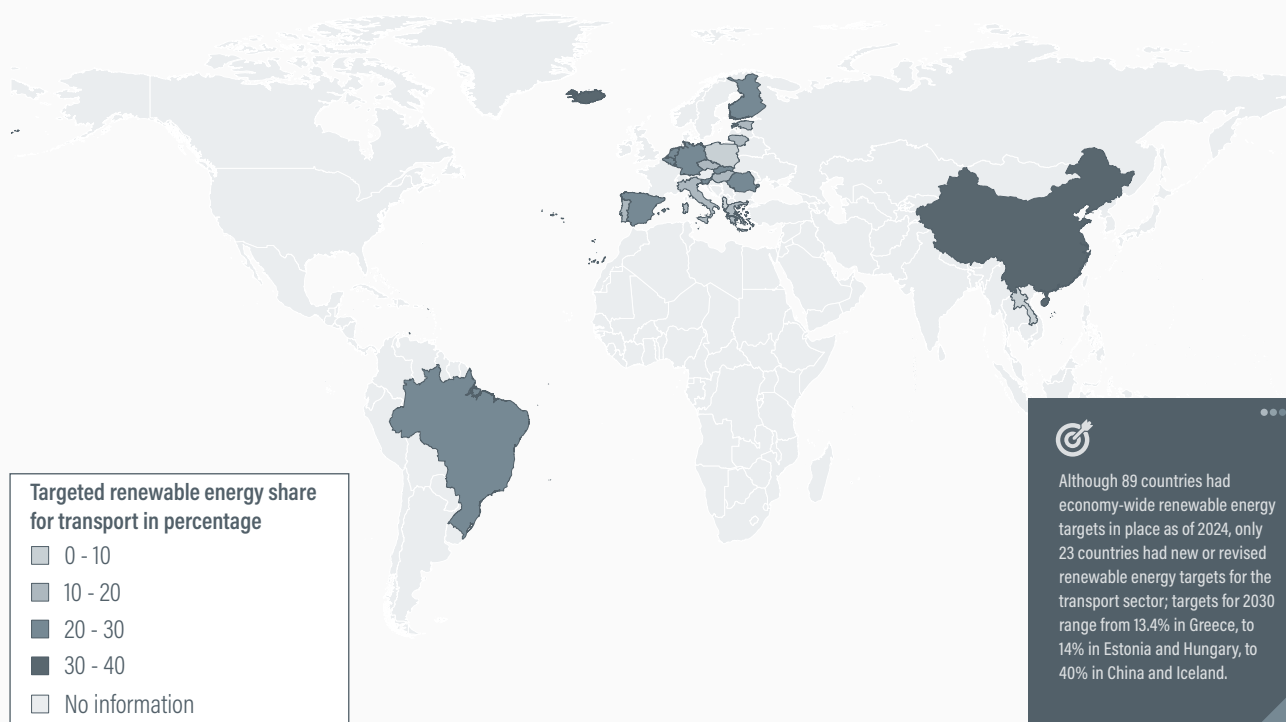 Targeted renewable energy share
for transport in percentage
0 - 10
10 - 20
20 - 30
30 - 40
No information
Although 89 countries had
economy-wide renewable energy
targets in place as of 2024, only
23 countries had new or revised
renewable energy targets for the
transport sector; targets for 2030
range from 13.4% in Greece, to
14% in Estonia and Hungary, to
40% in China and Iceland.